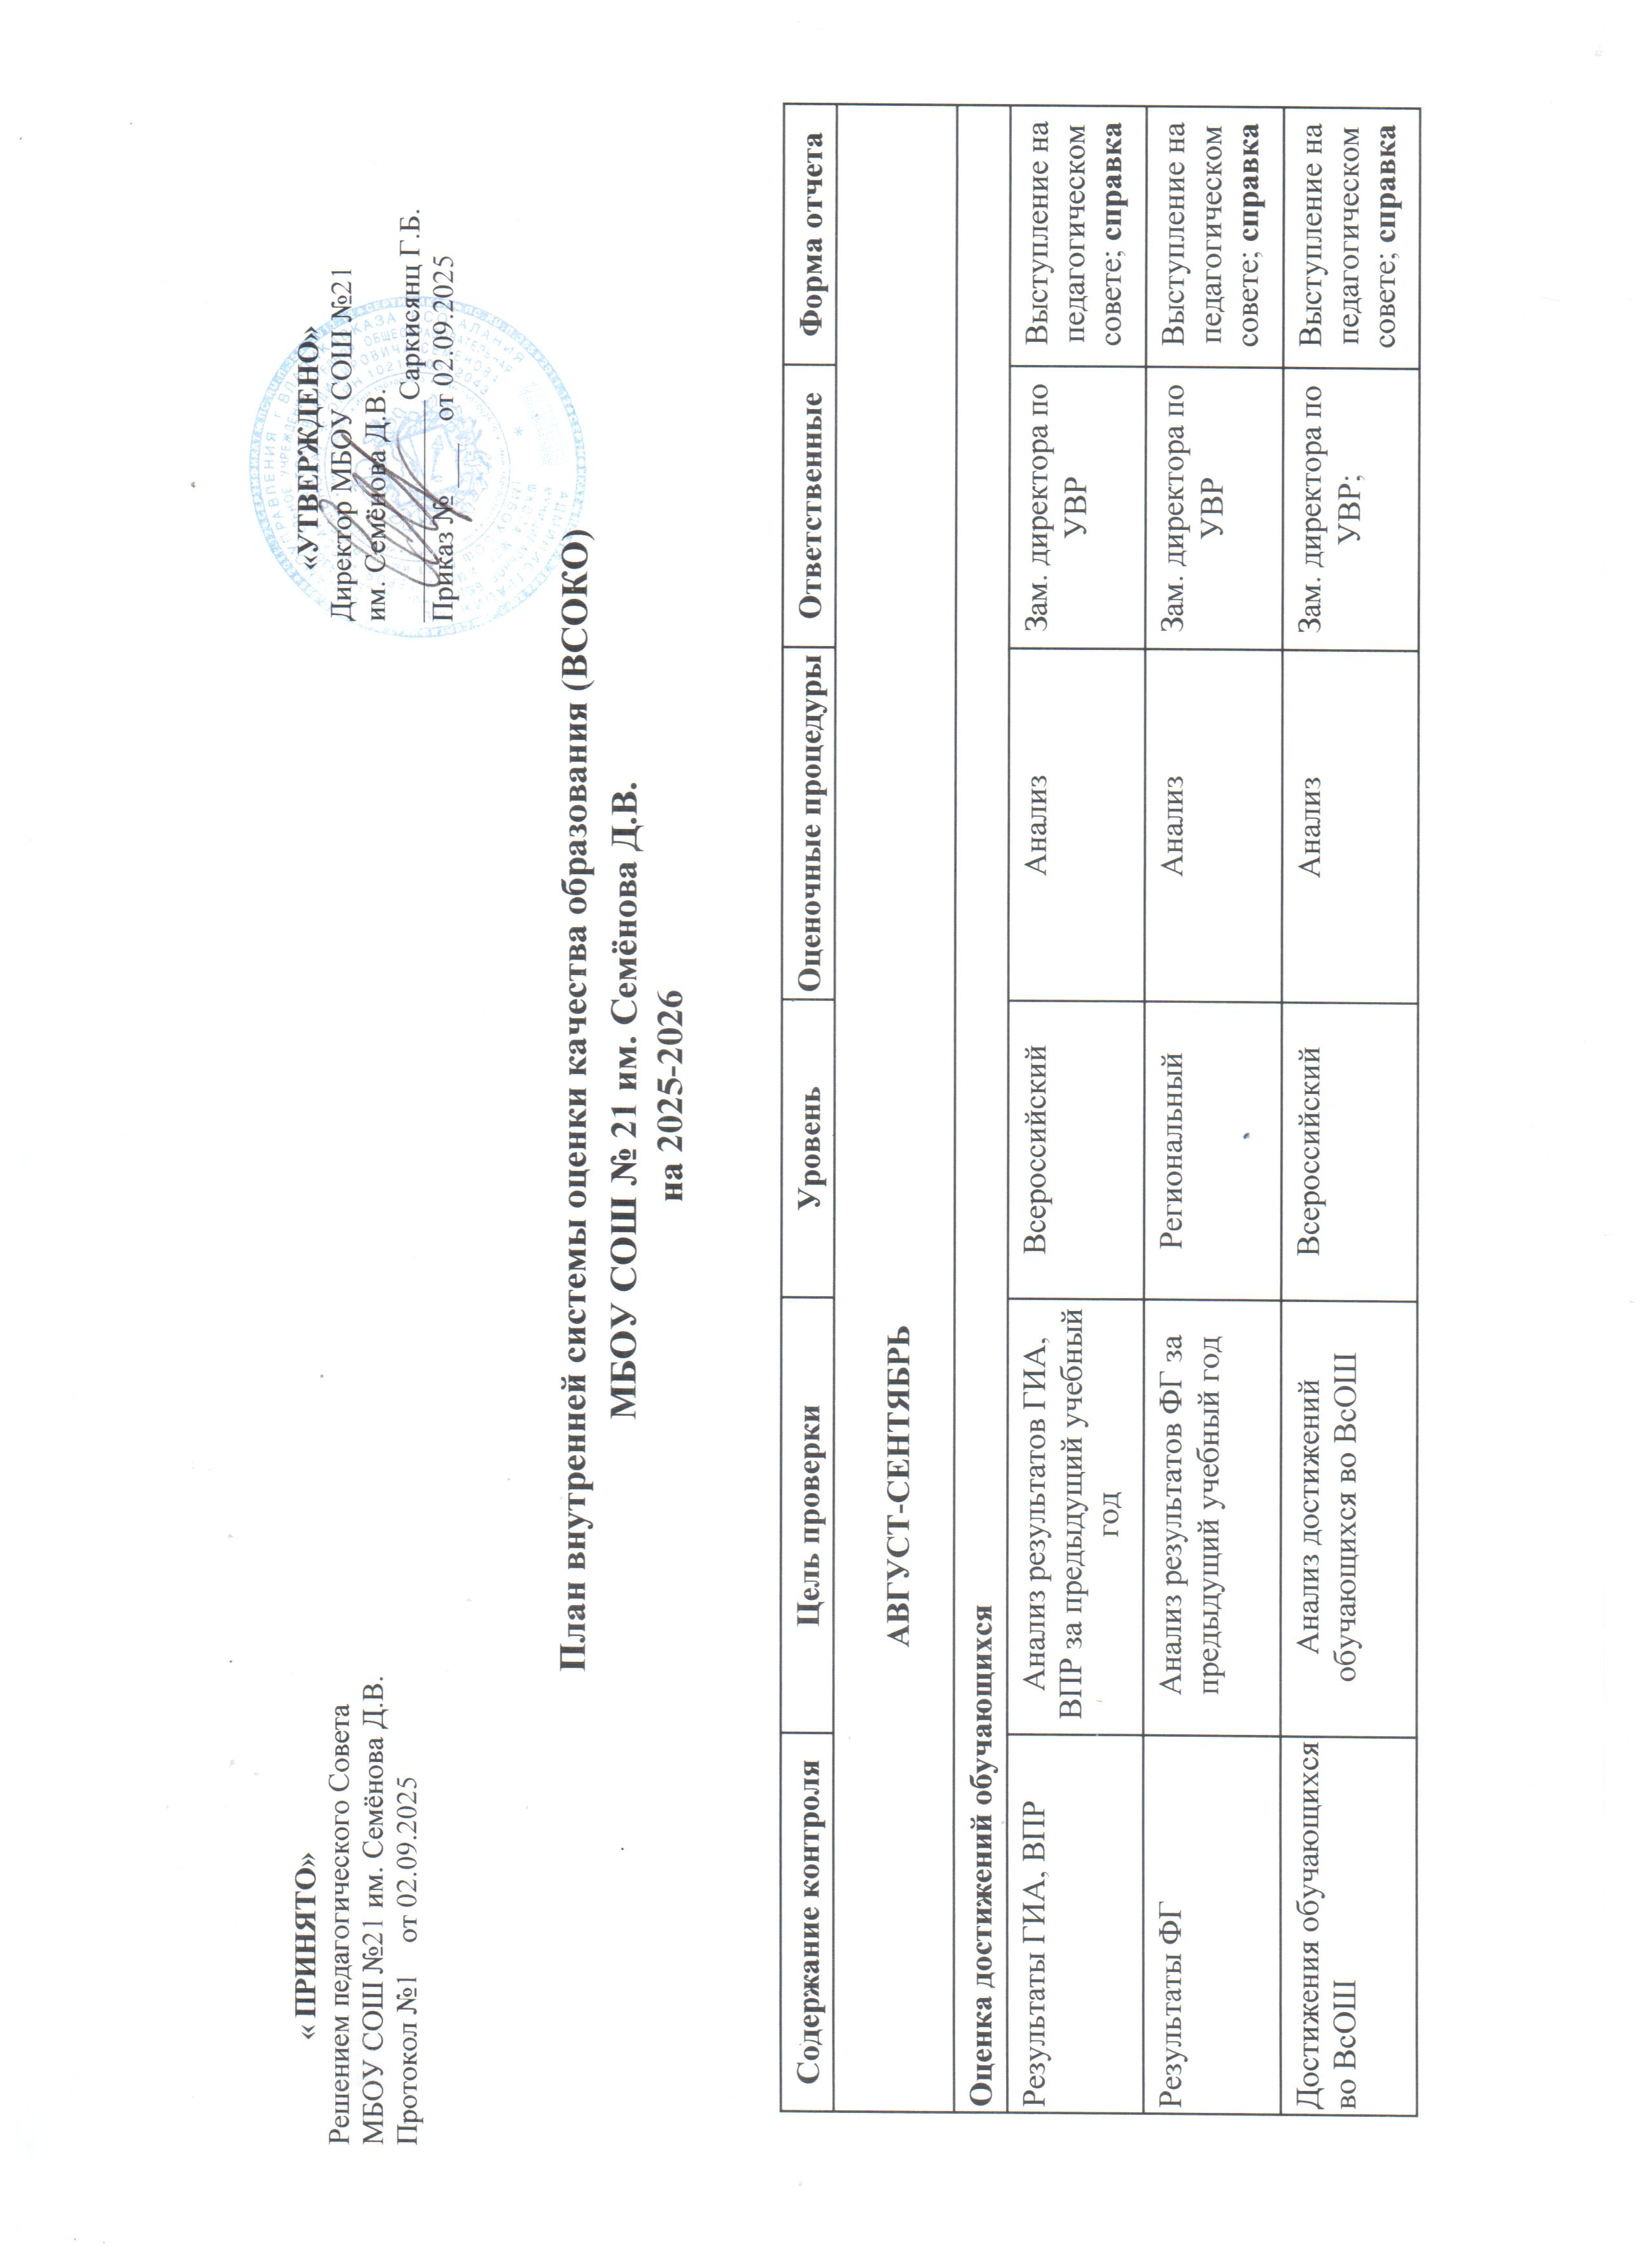 « ПРИНЯТО»
Решением педагогического Совета
МБОУ СОШ №21 им. Семёнова Д.В.
Протокол №1 от 02.09.2025
«УТВЕРЖДЕНО»
Директор МБОУ СОШ №21
им. Семёнова Д.В.
Саркисянц Г.Б.
Приказ № ___ от 02.09.2025
План внутренней системы оценки качества образования (ВСОКО)
МБОУ СОШ № 21 им. Семёнова Д.В.
на 2025-2026
Содержание контроля
Цель проверки
Уровень
Оценочные процедуры
Ответственные
Форма отчета
АВГУСТ-СЕНТЯБРЬ
Оценка достижений обучающихся
Результаты ГИА, ВПР
Анализ результатов ГИА,
ВПР за предыдущий учебный
год
Всероссийский
Анализ
Зам. директора по
УВР
Выступление на
педагогическом
совете; справка
Результаты ФГ
Анализ результатов ФГ за
предыдущий учебный год
Региональный
Анализ
Зам. директора по
УВР
Выступление на
педагогическом
совете; справка
Достижения обучающихся
во ВсОШ
Анализ достижений
обучающихся во ВсОШ
Всероссийский
Анализ
Зам. директора по
УВР;
Выступление на
педагогическом
совете; справка